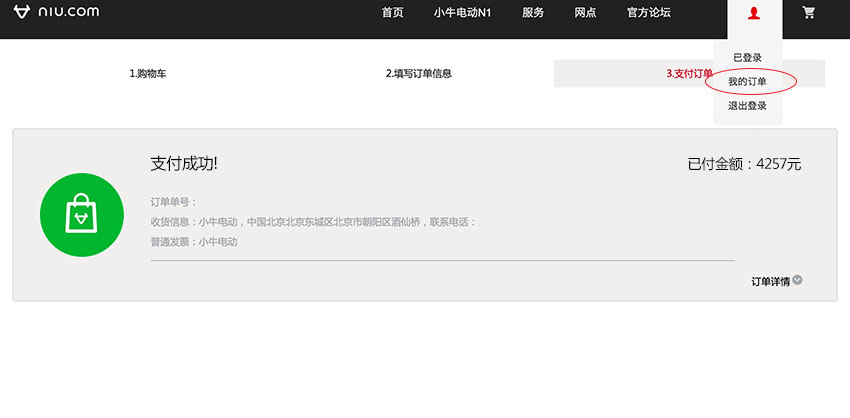 niu.com 首页 小牛电动N1 服务 网点 官方论坛
已登录
我的订单
退出登录
1.购物车 2.填写订单信息 3.支付订单
支付成功! 已付金额：4257元
订单单号：
收货信息：小牛电动，中国北京北京东城区北京市朝阳区酒仙桥，联系电话：
普通发票：小牛电动
订单详情